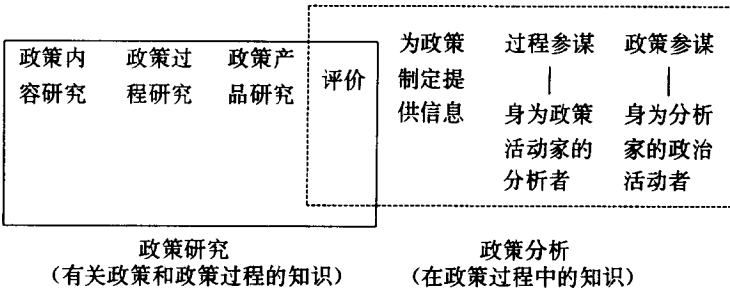 政策内
容研究
政策过
程研究
政策产
品研究
评价
为政策
制定提
供信息
过程参谋
身为政策
活动家的
分析者
政策参谋
身为分析
家的政治
活动者
政策研究
（有关政策和政策过程的知识）
政策分析
（在政策过程中的知识）